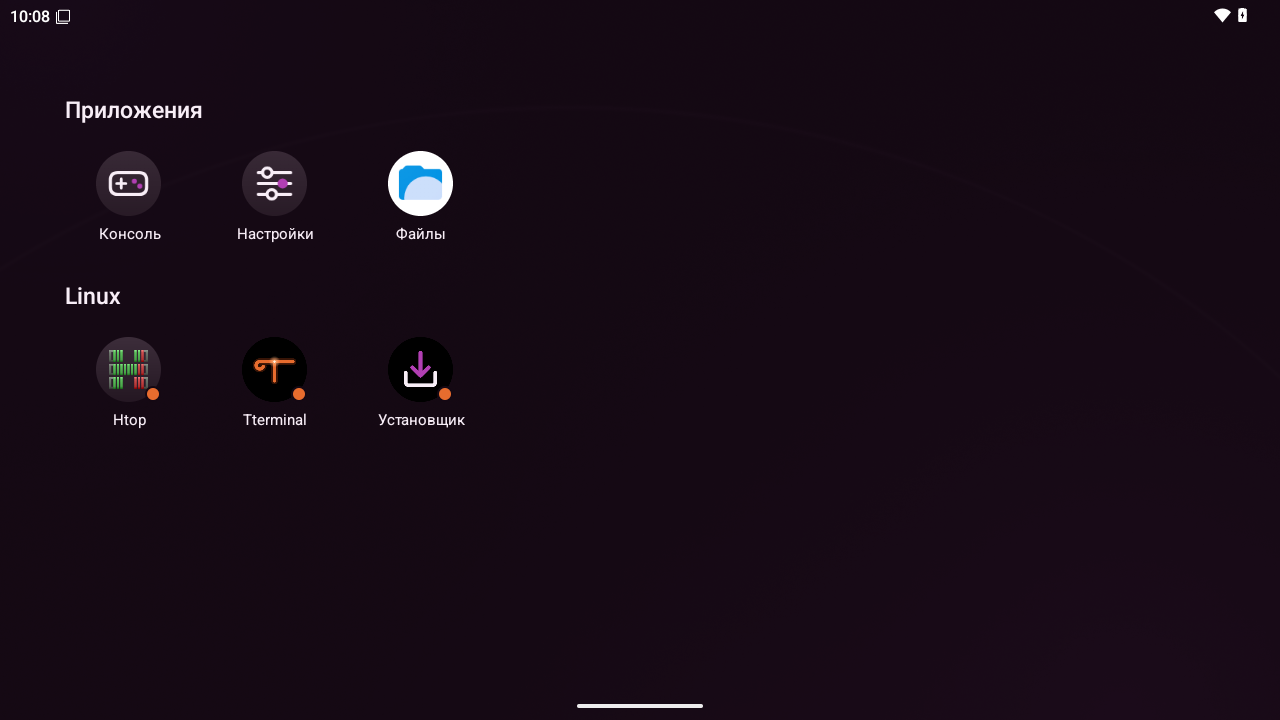 10:08
Приложения
Консоль
Настройки
Файлы
Linux
Htop
Tterminal
Установщик